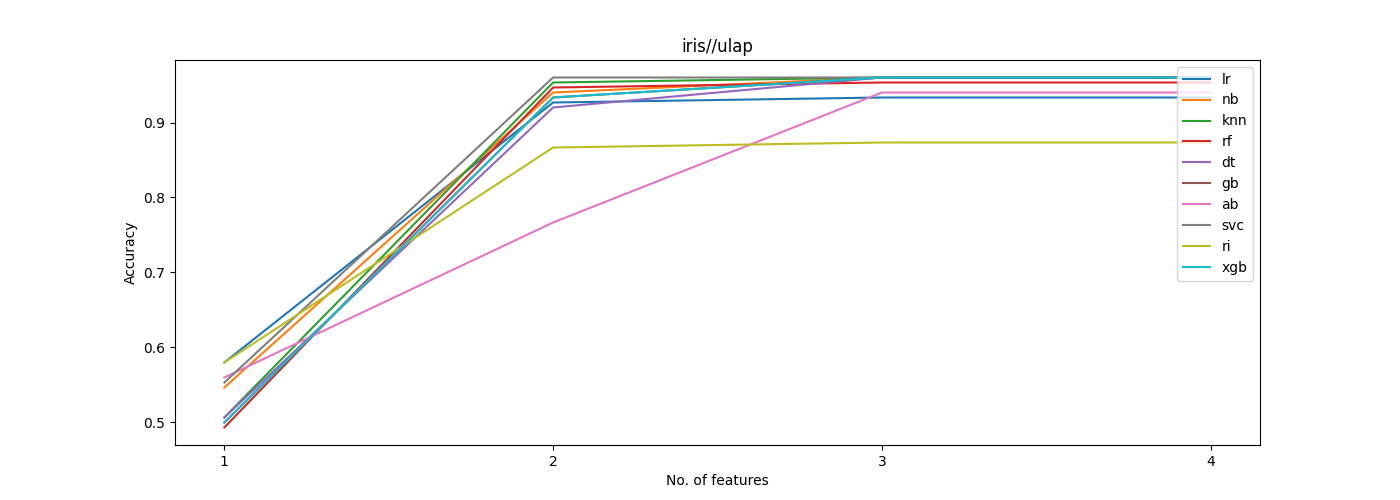 iris//ulap
Accuracy
0.9
0.8
0.7
0.6
0.5
1 2 3 4
No. of features
lr
nb
knn
rf
dt
gb
ab
svc
ri
xgb